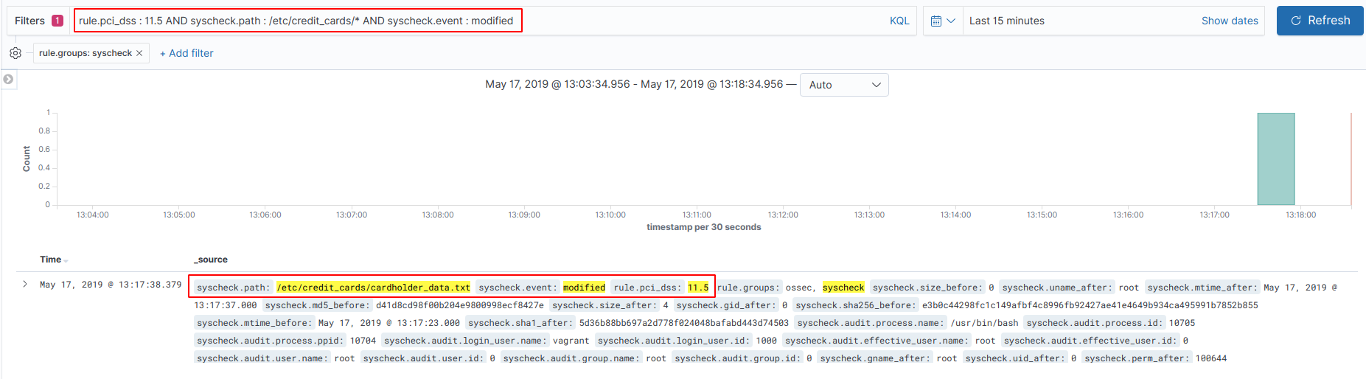 Filters 1 rule.pci_dss : 11.5 AND syscheck.path : /etc/credit_cards/* AND syscheck.event : modified KQL Last 15 minutes Show dates Refresh
rule.groups: syscheck × + Add filter
May 17, 2019 @ 13:03:34.956 - May 17, 2019 @ 13:18:34.956 — Auto
1
0.8
0.6
0.4
0.2
0
Count
13:04:00 13:05:00 13:06:00 13:07:00 13:08:00 13:09:00 13:10:00 13:11:00 13:12:00 13:13:00 13:14:00 13:15:00 13:16:00 13:17:00 13:18:00
timestamp per 30 seconds
Time _source
May 17, 2019 @ 13:17:38.379 syscheck.path: /etc/credit_cards/cardholder_data.txt syscheck.event: modified rule.pci_dss: 11.5 rule.groups: ossec, syscheck syscheck.size_before: 0 syscheck.uname_after: root syscheck.mtime_after: May 17, 2019 @
13:17:37.000 syscheck.md5_before: d41d8cd98f00b204e9800998ecf8427e syscheck.size_after: 4 syscheck.gid_after: 0 syscheck.sha256_before: e3b0c44298fc1c149afbf4c8996fb92427ae41e4649b934ca495991b7852b855
syscheck.mtime_before: May 17, 2019 @ 13:17:23.000 syscheck.sha1_after: 5d36b88bb697a2d778f024048bafabd443d74503 syscheck.audit.process.name: /usr/bin/bash syscheck.audit.process.id: 10705
syscheck.audit.process.ppid: 10704 syscheck.audit.login_user.name: vagrant syscheck.audit.login_user.id: 1000 syscheck.audit.effective_user.name: root syscheck.audit.effective_user.id: 0
syscheck.audit.user.name: root syscheck.audit.user.id: 0 syscheck.audit.group.name: root syscheck.audit.group.id: 0 syscheck.gname_after: root syscheck.uid_after: 0 syscheck.perm_after: 100644